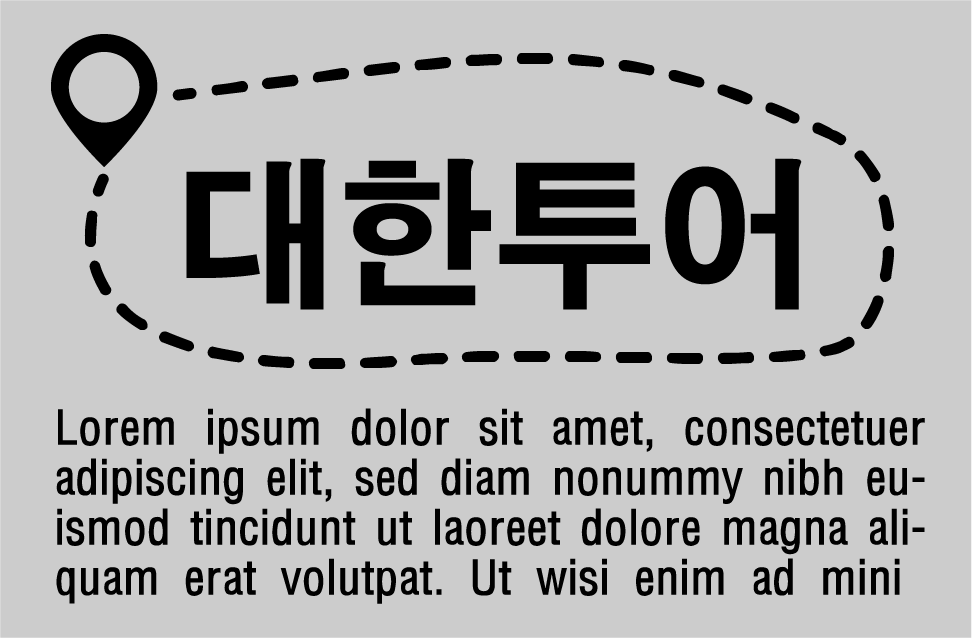 대한투어
Lorem ipsum dolor sit amet, consectetuer
adipiscing elit, sed diam nonummy nibh eu-
ismod tincidunt ut laoreet dolore magna ali-
quam erat volutpat. Ut wisi enim ad mini